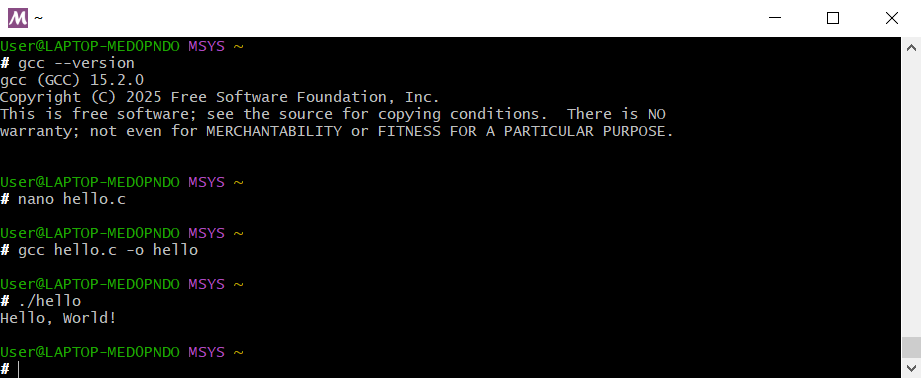 M ~
User@LAPTOP-MEDOPNDO MSYS ~
# gcc --version
gcc (GCC) 15.2.0
Copyright (C) 2025 Free Software Foundation, Inc.
This is free software; see the source for copying conditions.  There is NO
warranty; not even for MERCHANTABILITY or FITNESS FOR A PARTICULAR PURPOSE.
User@LAPTOP-MEDOPNDO MSYS ~
# nano hello.c
User@LAPTOP-MEDOPNDO MSYS ~
# gcc hello.c -o hello
User@LAPTOP-MEDOPNDO MSYS ~
# ./hello
Hello, World!
User@LAPTOP-MEDOPNDO MSYS ~
#